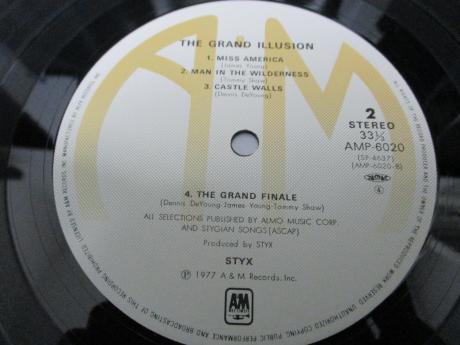 THE GRAND ILLUSION
1. MISS AMERICA
(James Young)
2. MAN IN THE WILDERNESS
(Tommy Shaw)
3. CASTLE WALLS
(Dennis DeYoung)
2
STEREO
33⅓
AMP-6020
(SP-4637)
(AMP-6020-B)
4. THE GRAND FINALE
(Dennis DeYoung-James Young-Tommy Shaw)
ALL SELECTIONS PUBLISHED BY ALMO MUSIC CORP.
AND STYGIAN SONGS (ASCAP)
Produced by STYX
STYX
Ⓟ 1977 A & M Records, Inc.
A&M
RECORDS